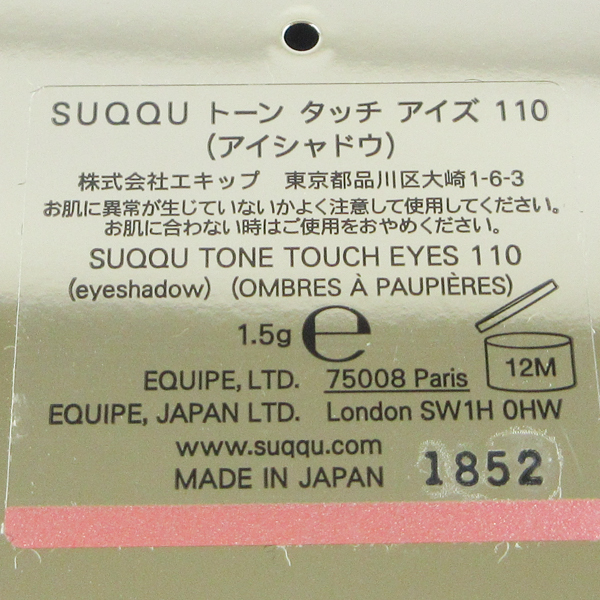 SUQQU トーン タッチ アイズ 110
(アイシャドウ)
株式会社エキップ 東京都品川区大崎1-6-3
お肌に異常が生じていないかよく注意して使用してください。
お肌に合わない時はご使用をおやめください。
SUQQU TONE TOUCH EYES 110
(eyeshadow) (OMBRES À PAUPIÈRES)
1.5g ℮
12M
EQUIPE, LTD. 75008 Paris
EQUIPE, JAPAN LTD. London SW1H 0HW
www.suqqu.com
MADE IN JAPAN 1852